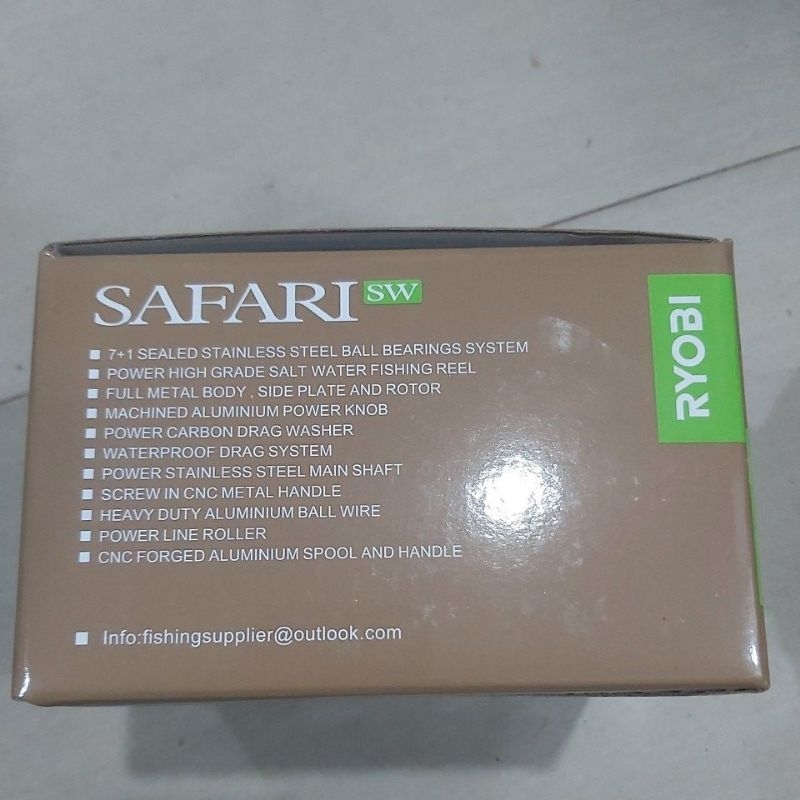 SAFARI SW
RYOBI
7+1 SEALED STAINLESS STEEL BALL BEARINGS SYSTEM
POWER HIGH GRADE SALT WATER FISHING REEL
FULL METAL BODY , SIDE PLATE AND ROTOR
MACHINED ALUMINIUM POWER KNOB
POWER CARBON DRAG WASHER
WATERPROOF DRAG SYSTEM
POWER STAINLESS STEEL MAIN SHAFT
SCREW IN CNC METAL HANDLE
HEAVY DUTY ALUMINIUM BALL WIRE
POWER LINE ROLLER
CNC FORGED ALUMINIUM SPOOL AND HANDLE
Info:fishingsupplier@outlook.com